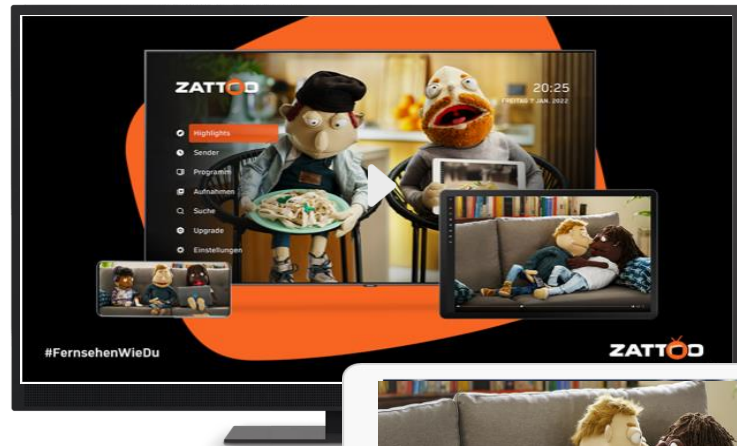 ZATTOO
20:25
FREITAG 7 JAN. 2022
Highlights
Sender
Programm
Aufnahmen
Suche
Upgrade
Einstellungen
#FernsehenWieDu
ZATTOO